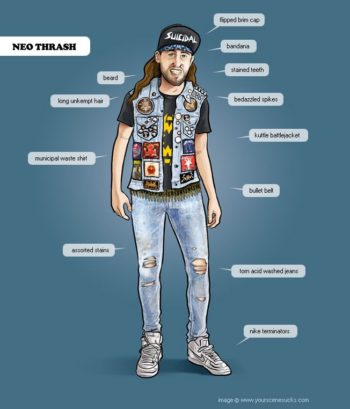 NEO THRASH
flipped brim cap
bandana
stained teeth
beard
bedazzled spikes
long unkempt hair
kuttle battlejacket
municipal waste shirt
bullet belt
assorted stains
torn acid washed jeans
nike terminators
SUICIDAL
image © www.yourscenesucks.com